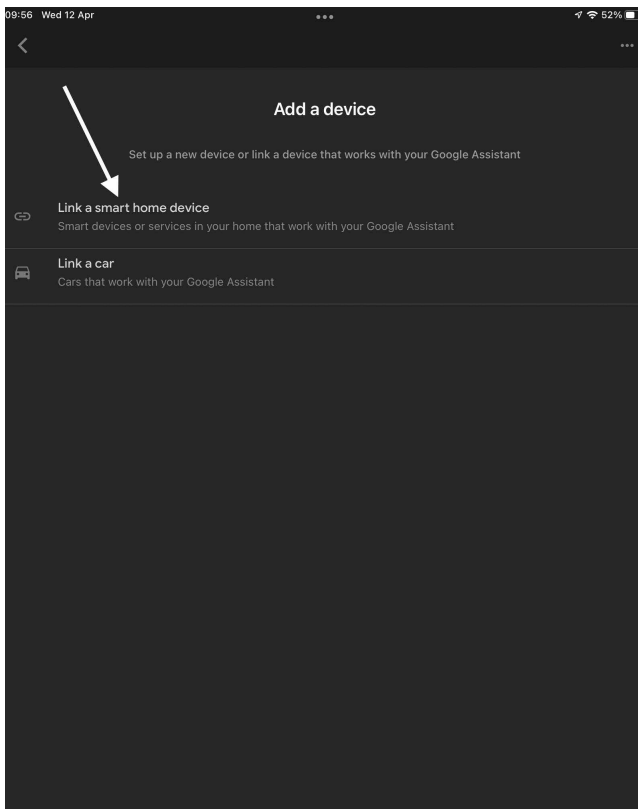 09:56 Wed 12 Apr 52%
Add a device
Set up a new device or link a device that works with your Google Assistant
Link a smart home device
Smart devices or services in your home that work with your Google Assistant
Link a car
Cars that work with your Google Assistant